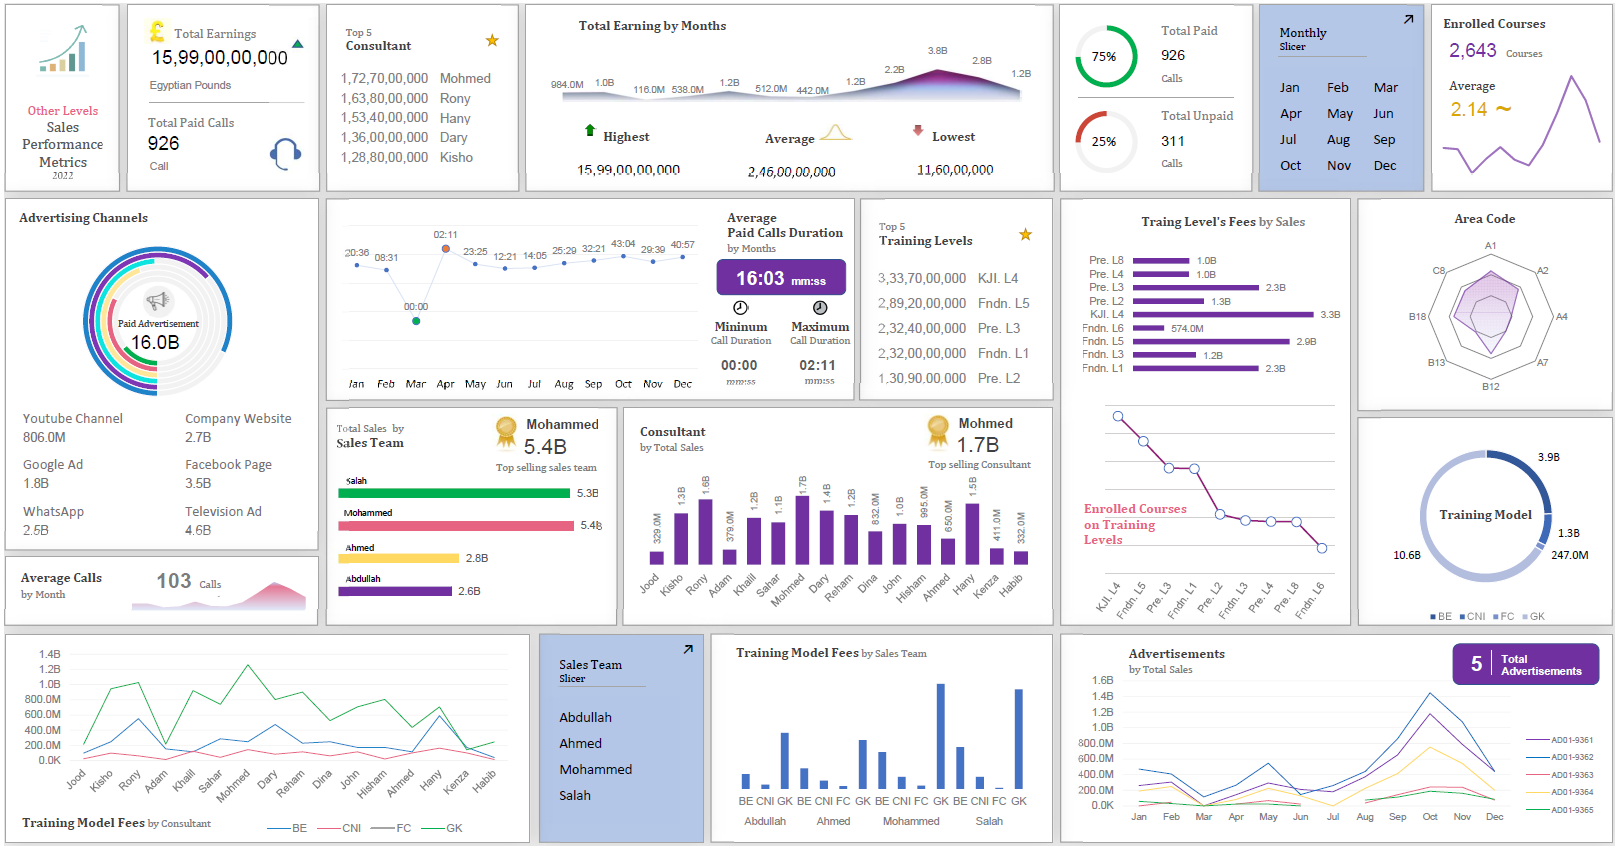 Other Levels
Sales
Performance
Metrics
2022
Total Earnings
15,99,00,00,000
Egyptian Pounds
Total Paid Calls
926
Call
Top 5
Consultant
1,72,70,00,000 Mohmed
1,63,80,00,000 Rony
1,53,40,00,000 Hany
1,36,00,00,000 Dary
1,28,80,00,000 Kisho
Total Earning by Months
984.0M 1.0B 116.0M 538.0M 1.2B 512.0M 442.0M 1.2B 2.2B 3.8B 2.8B 1.2B
Highest Average Lowest
15,99,00,00,000 2,46,00,00,000 11,60,00,000
75%
Total Paid
926
Calls
25%
Total Unpaid
311
Calls
Monthly
Slicer
Jan Feb Mar
Apr May Jun
Jul Aug Sep
Oct Nov Dec
Enrolled Courses
2,643 Courses
Average
2.14 ~
Advertising Channels
Paid Advertisement
16.0B
Youtube Channel Company Website
806.0M 2.7B
Google Ad Facebook Page
1.8B 3.5B
WhatsApp Television Ad
2.5B 4.6B
Average Calls
by Month
103 Calls
20:36 08:31 00:00 02:11 23:25 12:21 14:05 25:29 32:21 43:04 29:39 40:57
Jan Feb Mar Apr May Jun Jul Aug Sep Oct Nov Dec
Average
Paid Calls Duration
by Months
16:03 mm:ss
Mininum Maximum
Call Duration Call Duration
00:00 02:11
mm:ss mm:ss
Top 5
Training Levels
3,33,70,00,000 KJl. L4
2,89,20,00,000 Fndn. L5
2,32,40,00,000 Pre. L3
2,32,00,00,000 Fndn. L1
1,30,90,00,000 Pre. L2
Traing Level's Fees by Sales
Pre. L8 1.0B
Pre. L4 1.0B
Pre. L3 2.3B
Pre. L2 1.3B
KJl. L4 3.3B
Fndn. L6 574.0M
Fndn. L5 2.9B
Fndn. L3 1.2B
Fndn. L1 2.3B
Enrolled Courses
on Training
Levels
KJl. L4 Fndn. L5 Pre. L3 Fndn. L1 Pre. L2 Fndn. L3 Pre. L4 Pre. L8 Fndn. L6
Area Code
A1
A2
A4
A7
B12
B13
B18
C8
Training Model
3.9B
1.3B
247.0M
10.6B
BE CNI FC GK
Total Sales by
Sales Team
Mohammed
5.4B
Top selling sales team
Salah
5.3B
Mohammed
5.4B
Ahmed
2.8B
Abdullah
2.6B
Consultant
by Total Sales
Mohmed
1.7B
Top selling Consultant
329.0M 1.3B 1.6B 379.0M 1.2B 1.1B 1.7B 1.4B 1.2B 832.0M 1.0B 995.0M 650.0M 1.5B 411.0M 332.0M
Jood Kisho Rony Adam Khalil Sahar Mohmed Dary Reham Dina John Hisham Ahmed Hany Kenza Habib
1.4B
1.2B
1.0B
800.0M
600.0M
400.0M
200.0M
0.0K
Jood Kisho Rony Adam Khalil Sahar Mohmed Dary Reham Dina John Hisham Ahmed Hany Kenza Habib
Training Model Fees by Consultant
BE CNI FC GK
Sales Team
Slicer
Abdullah
Ahmed
Mohammed
Salah
Training Model Fees by Sales Team
BE CNI GK BE CNI FC GK BE CNI FC GK BE CNI FC GK
Abdullah Ahmed Mohammed Salah
Advertisements
by Total Sales
5 Total
Advertisements
1.6B
1.4B
1.2B
1.0B
800.0M
600.0M
400.0M
200.0M
0.0K
Jan Feb Mar Apr May Jun Jul Aug Sep Oct Nov Dec
AD01-9361
AD01-9362
AD01-9363
AD01-9364
AD01-9365